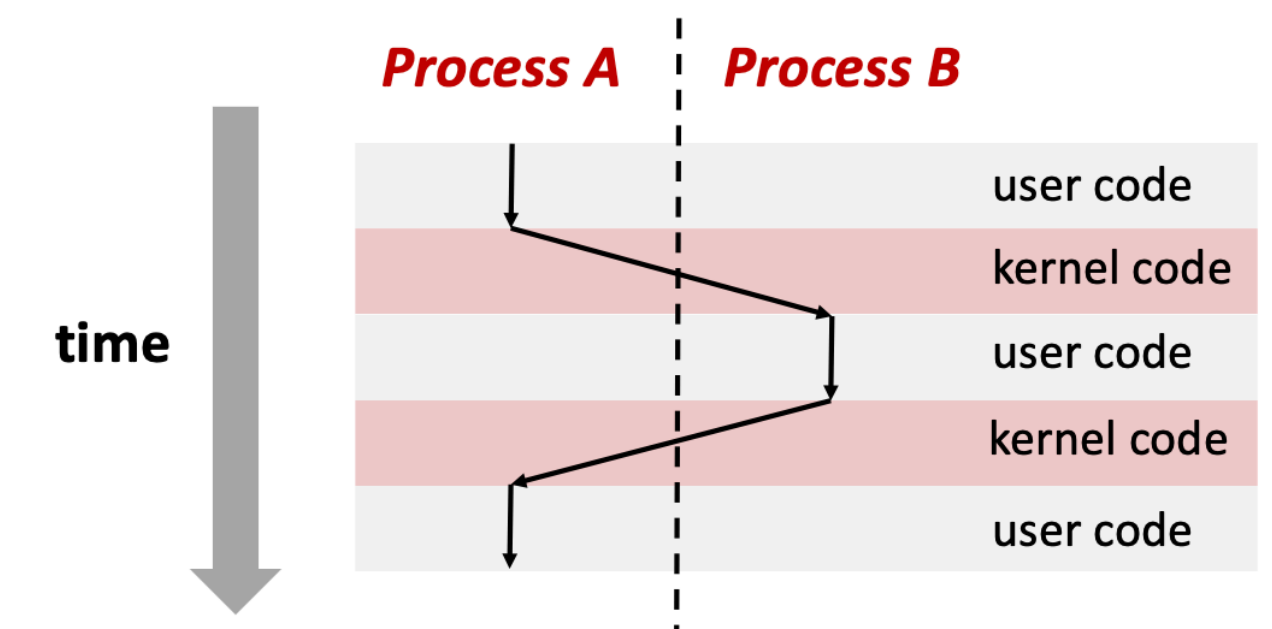 Process A
Process B
user code
kernel code
time
user code
kernel code
user code